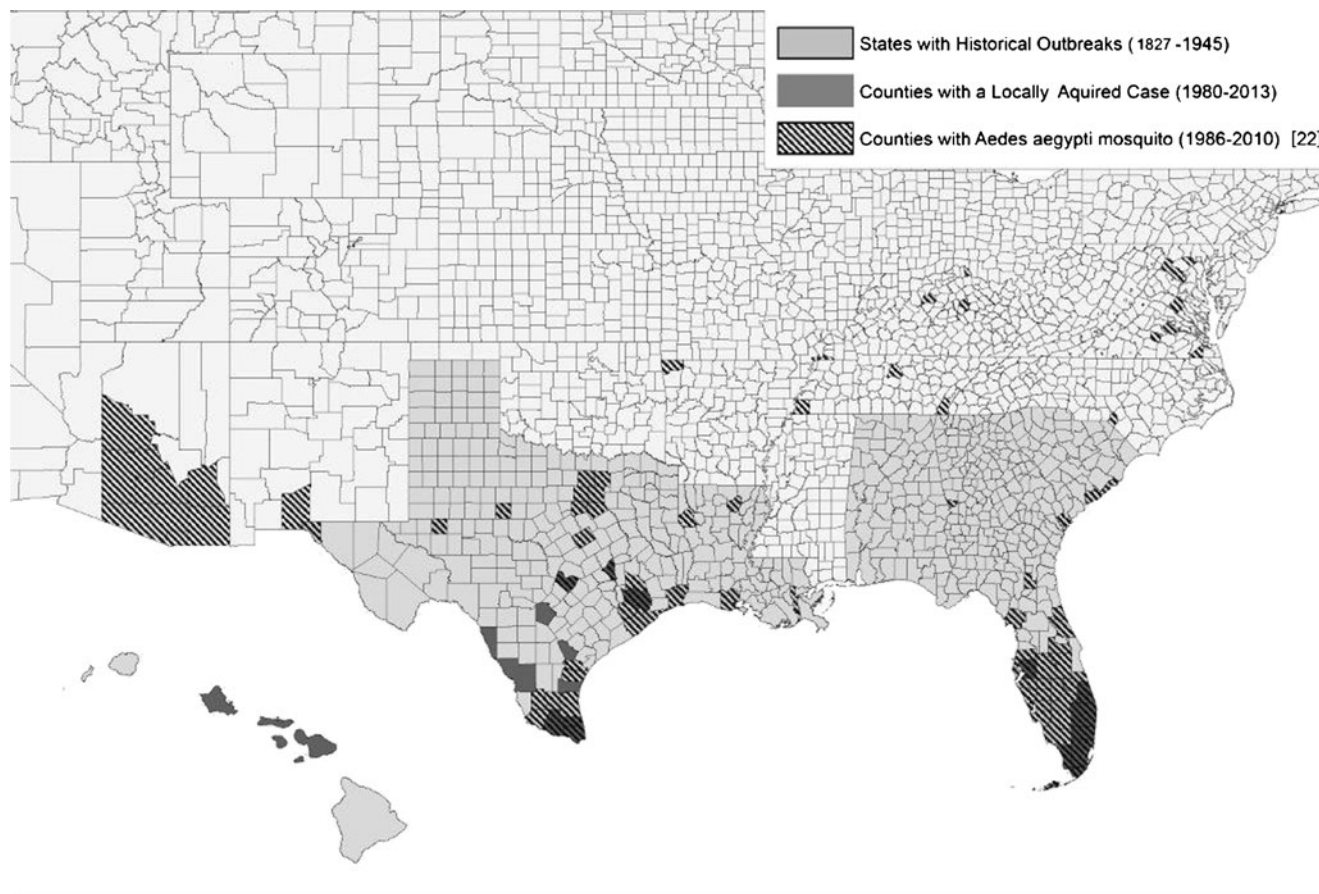 States with Historical Outbreaks (1827-1945)
Counties with a Locally Aquired Case (1980-2013)
Counties with Aedes aegypti mosquito (1986-2010) [22]